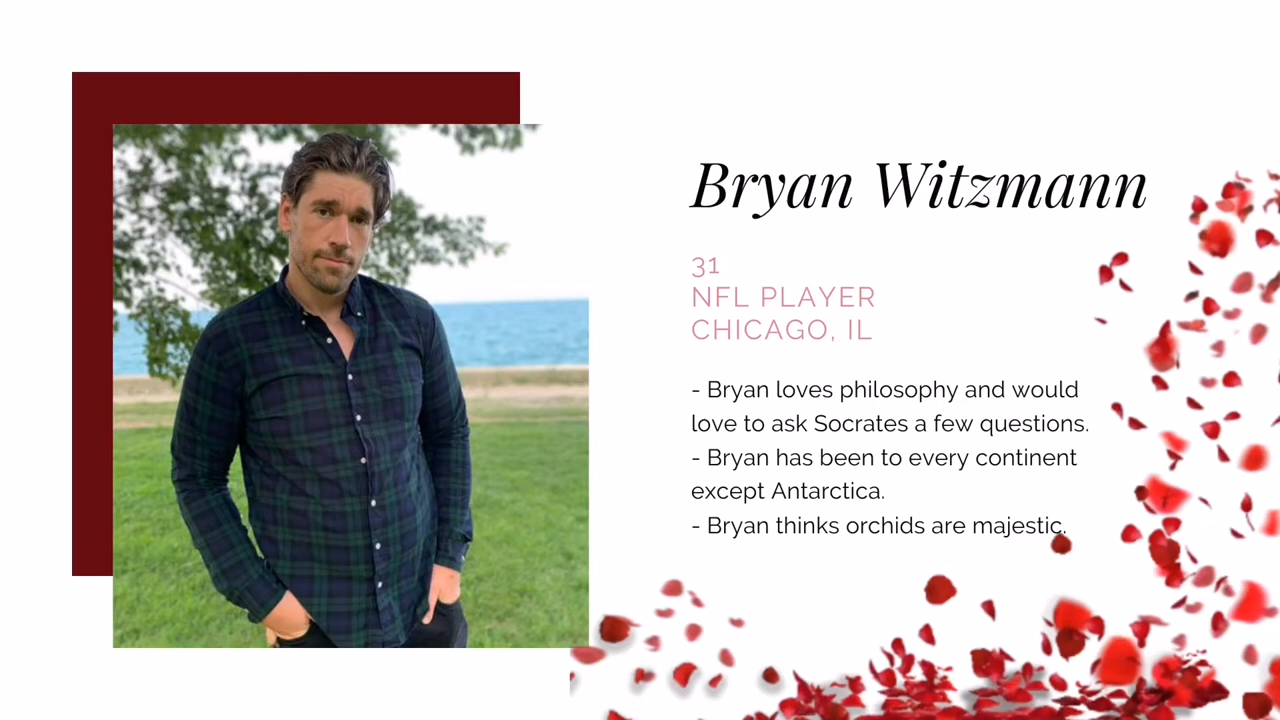 Bryan Witzmann
31
NFL PLAYER
CHICAGO, IL
- Bryan loves philosophy and would
love to ask Socrates a few questions.
- Bryan has been to every continent
except Antarctica.
- Bryan thinks orchids are majestic.